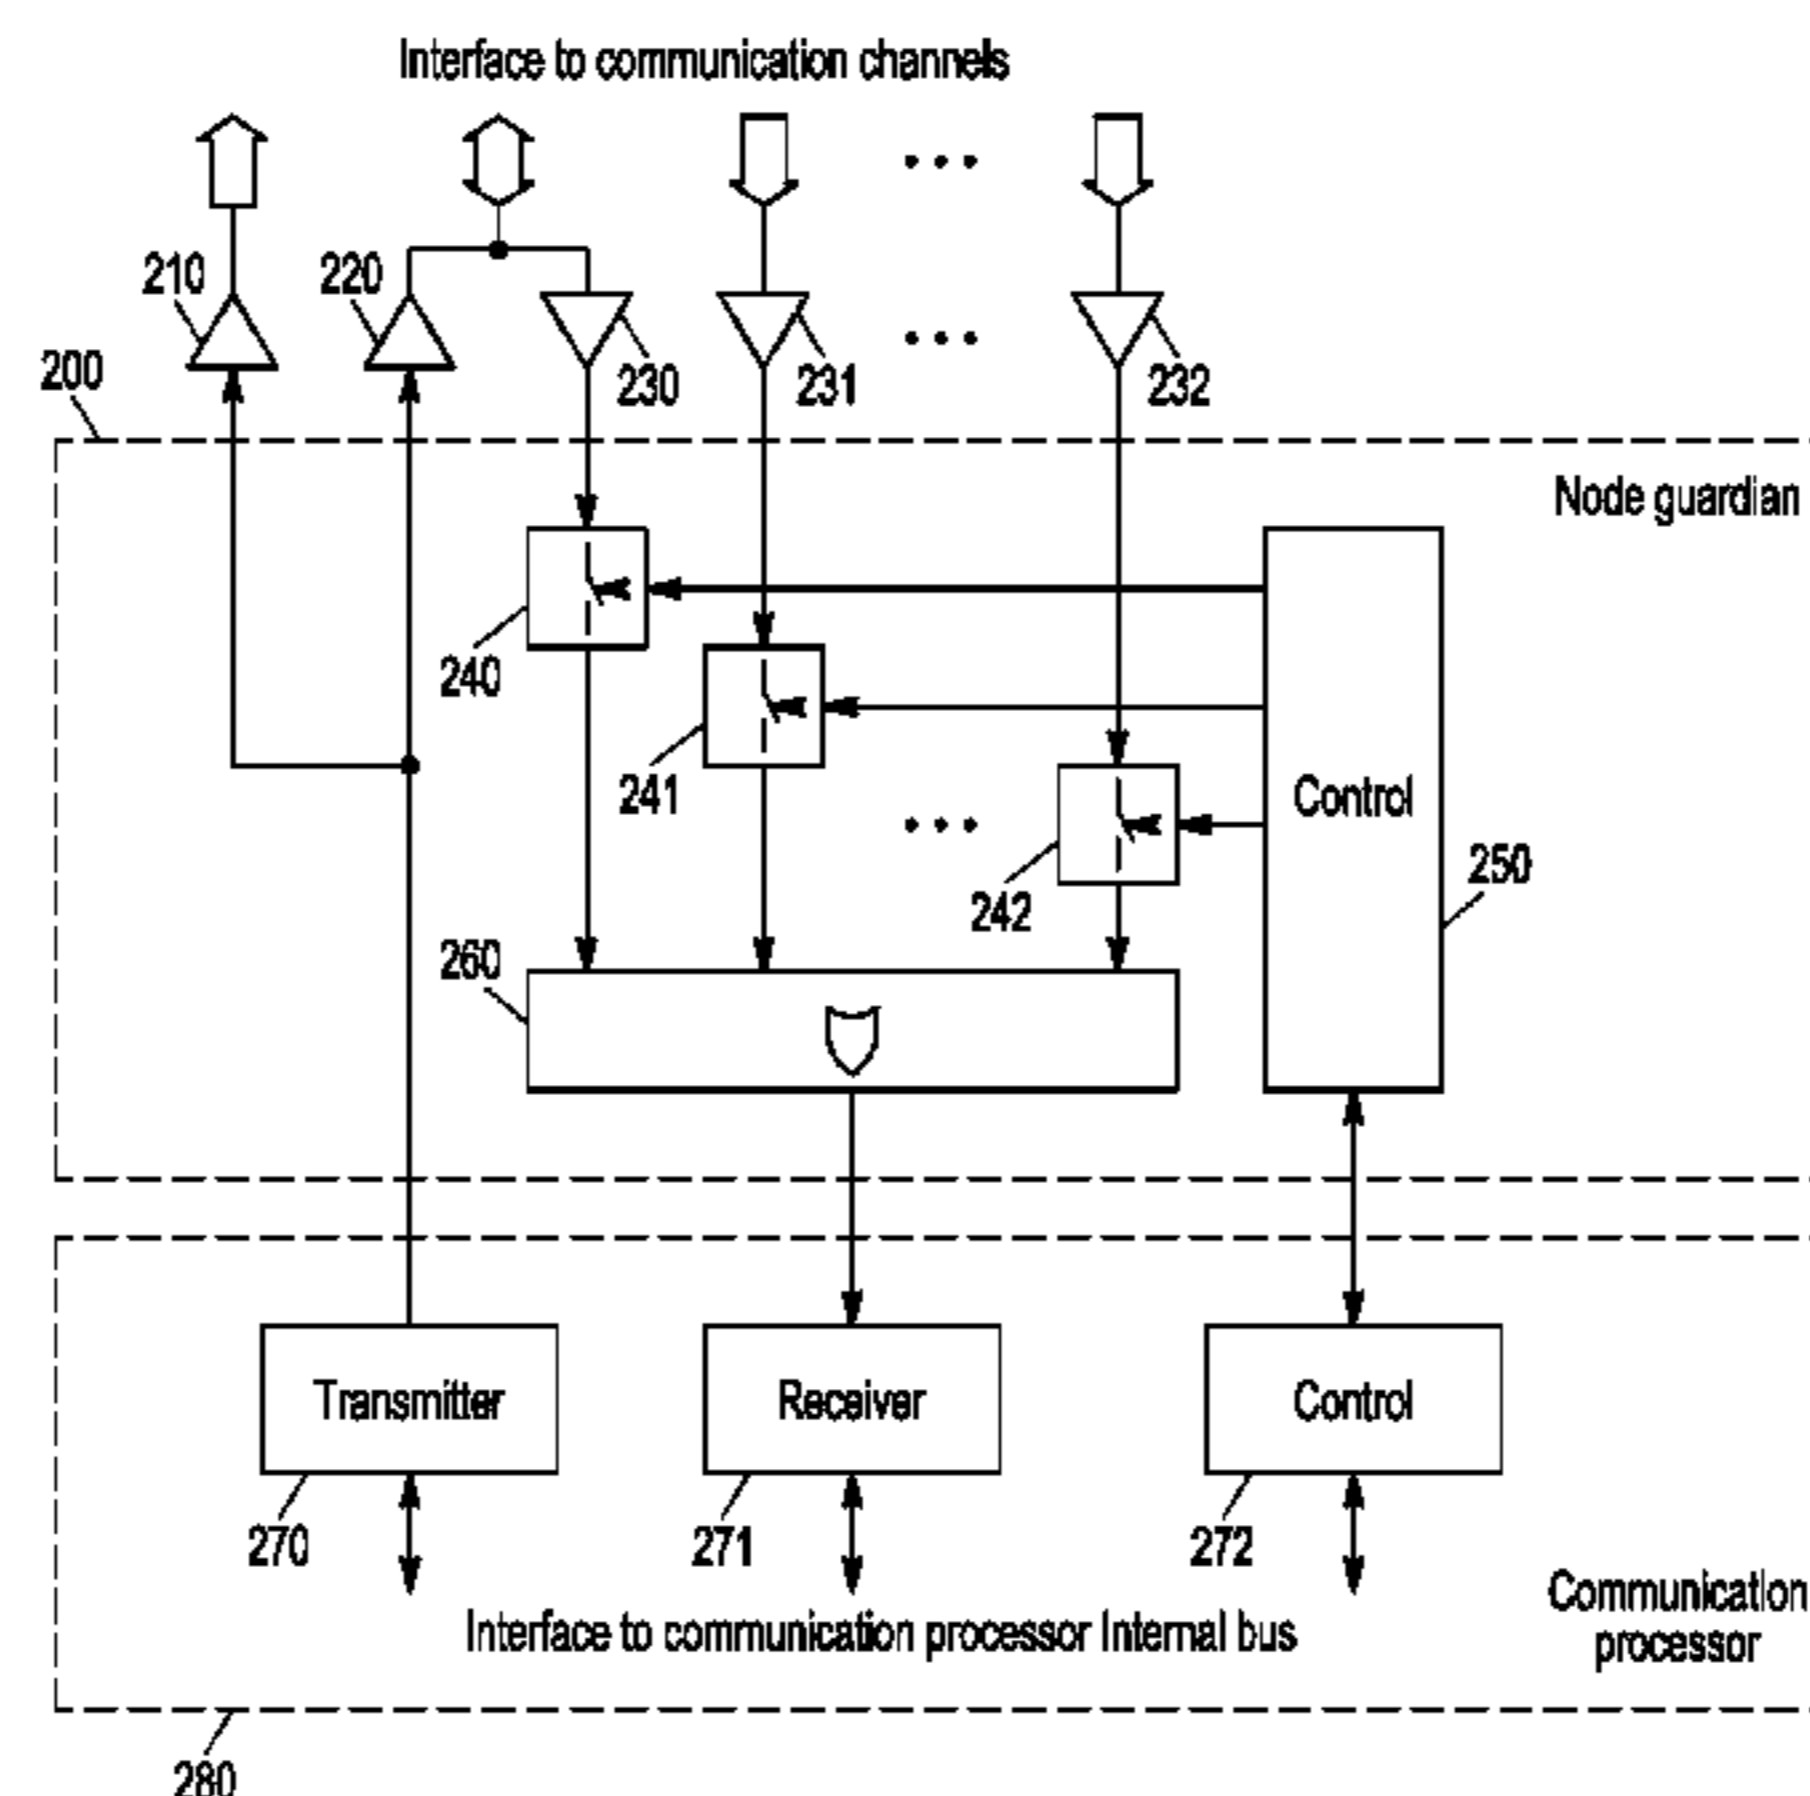 Interface to communication channels
210
220
200
230
231
232
Node guardian
240
241
Control
242
250
260
Transmitter
Receiver
Control
270
271
272
Interface to communication processor Internal bus
Communication
processor
280